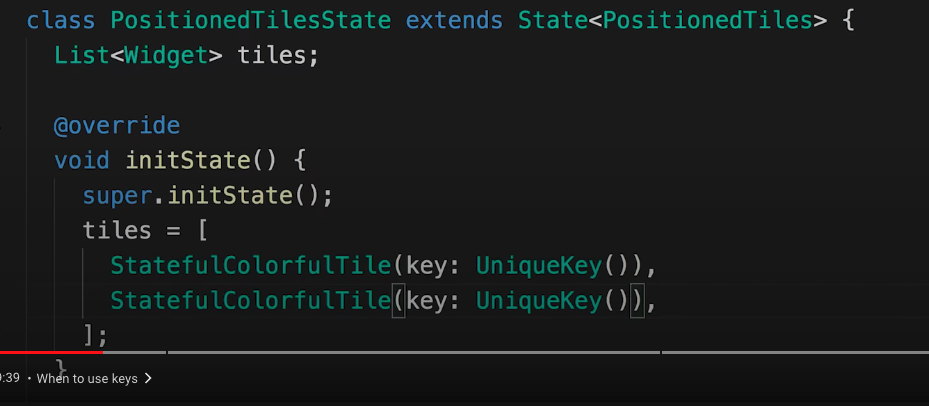 class PositionedTilesState extends State<PositionedTiles> {
List<Widget> tiles;
@override
void initState() {
super.initState();
tiles = [
StatefulColorfulTile(key: UniqueKey()),
StatefulColorfulTile(key: UniqueKey()),
];
}
:39 • When to use keys >